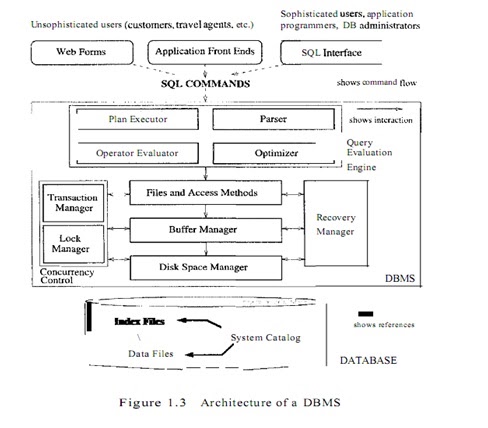 Unsophisticated users (customers, travel agents, etc.)
Sophisticated users, application
programmers, DB administrators
Web Forms
Application Front Ends
SQL Interface
SQL COMMANDS
shows command flow
Plan Executor
Parser
shows interaction
Operator Evaluator
Optimizer
Query
Evaluation
Engine
Transaction
Manager
Files and Access Methods
Recovery
Manager
Lock
Manager
Buffer Manager
Concurrency
Control
Disk Space Manager
DBMS
Index Files
System Catalog
shows references
Data Files
DATABASE
Figure 1.3 Architecture of a DBMS